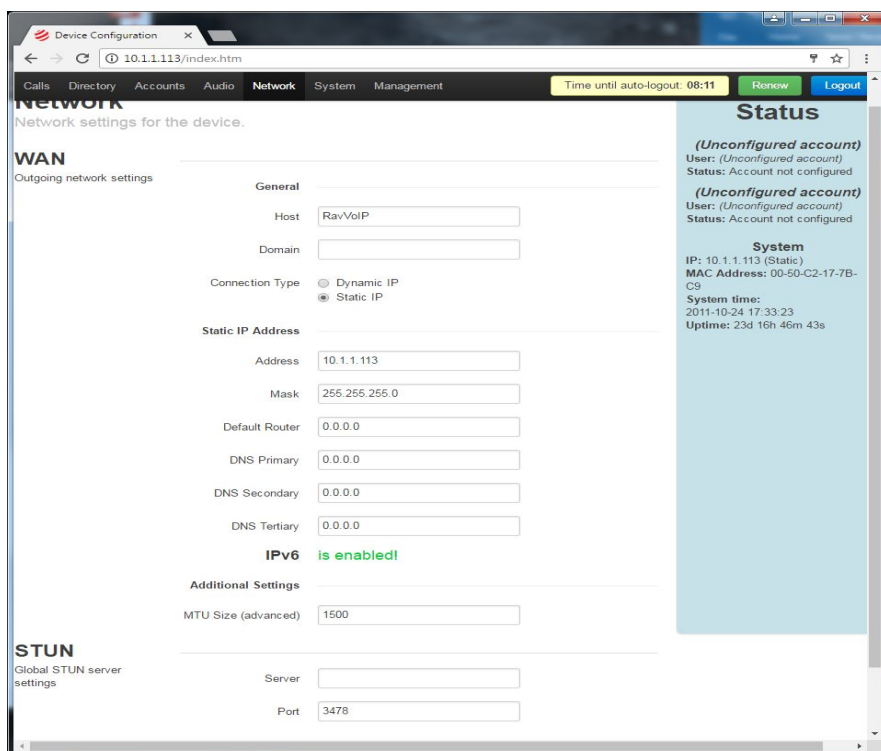 Device Configuration
10.1.1.113/index.htm
Calls Directory Accounts Audio Network System Management
Time until auto-logout: 08:11
Renew
Logout
Network
Network settings for the device.
WAN
Outgoing network settings
General
Host RavVoIP
Domain
Connection Type Dynamic IP
Static IP
Static IP Address
Address 10.1.1.113
Mask 255.255.255.0
Default Router 0.0.0.0
DNS Primary 0.0.0.0
DNS Secondary 0.0.0.0
DNS Tertiary 0.0.0.0
IPv6 is enabled!
Additional Settings
MTU Size (advanced) 1500
STUN
Global STUN server
settings
Server
Port 3478
Status
(Unconfigured account)
User: (Unconfigured account)
Status: Account not configured
(Unconfigured account)
User: (Unconfigured account)
Status: Account not configured
System
IP: 10.1.1.113 (Static)
MAC Address: 00-50-C2-17-7B-
C9
System time:
2011-10-24 17:33:23
Uptime: 23d 16h 46m 43s